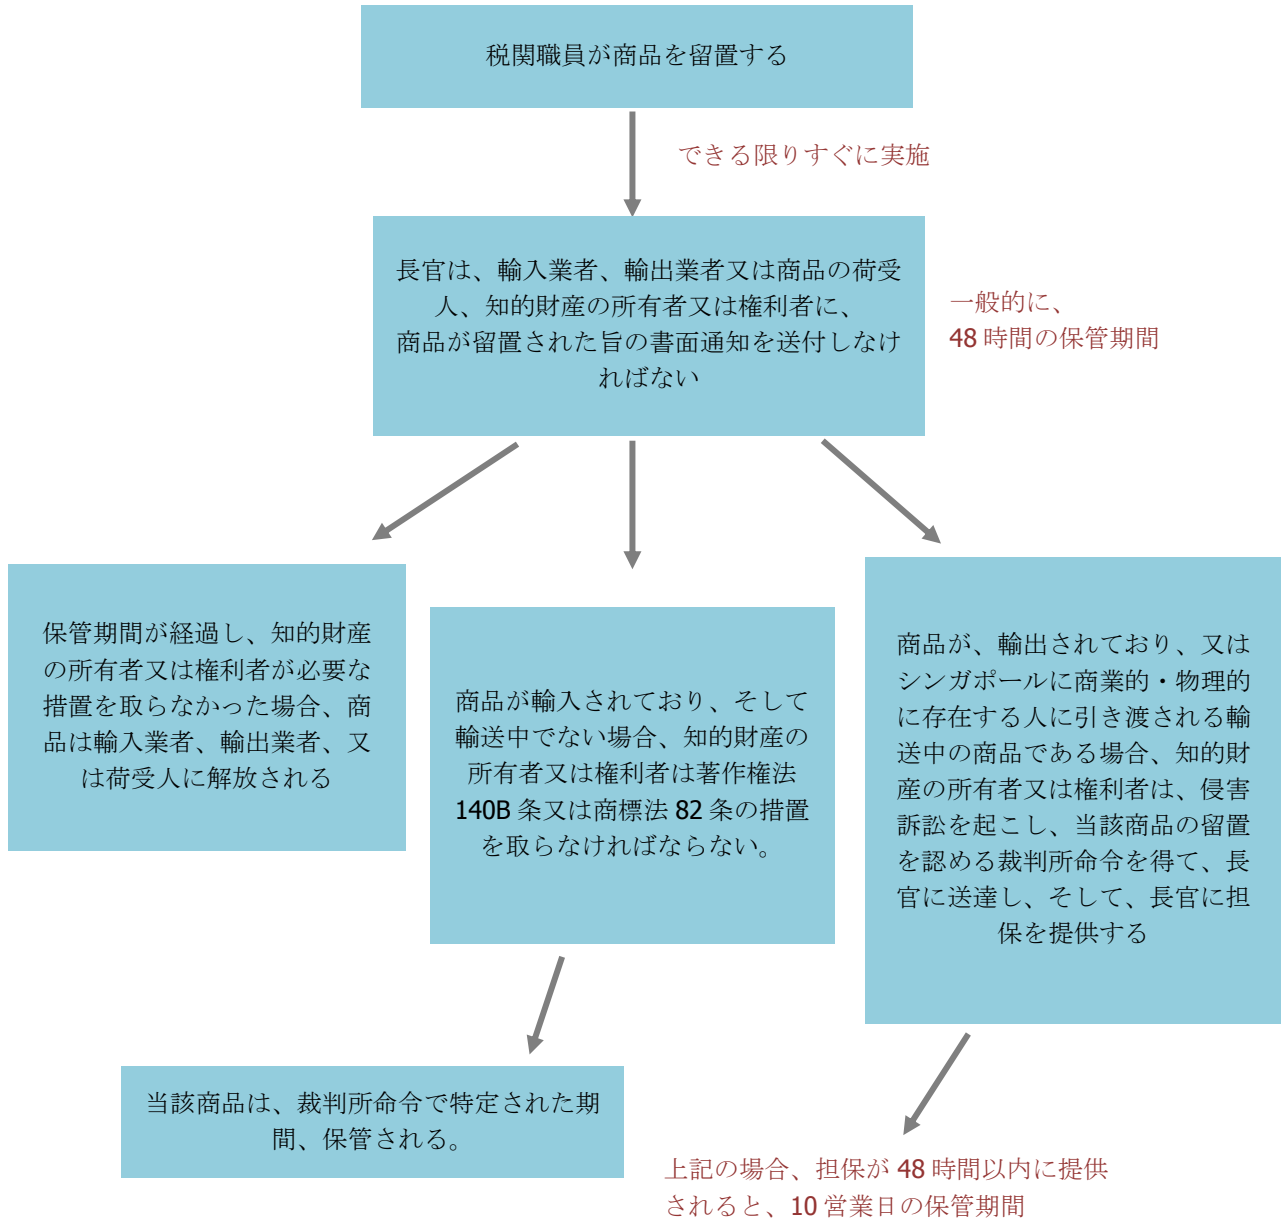 税関職員が商品を留置する
できる限りすぐに実施
長官は、輸入業者、輸出業者又は商品の荷受
人、知的財産の所有者又は権利者に、
商品が留置された旨の書面通知を送付しなけ
ればない
一般的に、
48 時間の保管期間
保管期間が経過し、知的財産
の所有者又は権利者が必要な
措置を取らなかった場合、商
品は輸入業者、輸出業者、又
は荷受人に解放される
商品が輸入されており、そして
輸送中でない場合、知的財産の
所有者又は権利者は著作権法
140B 条又は商標法 82 条の措置
を取らなければならない。
商品が、輸出されており、又は
シンガポールに商業的・物理的
に存在する人に引き渡される輸
送中の商品である場合、知的財
産の所有者又は権利者は、侵害
訴訟を起こし、当該商品の留置
を認める裁判所命令を得て、長
官に送達し、そして、長官に担
保を提供する
当該商品は、裁判所命令で特定された期
間、保管される。
上記の場合、担保が 48 時間以内に提供
されると、10 営業日の保管期間